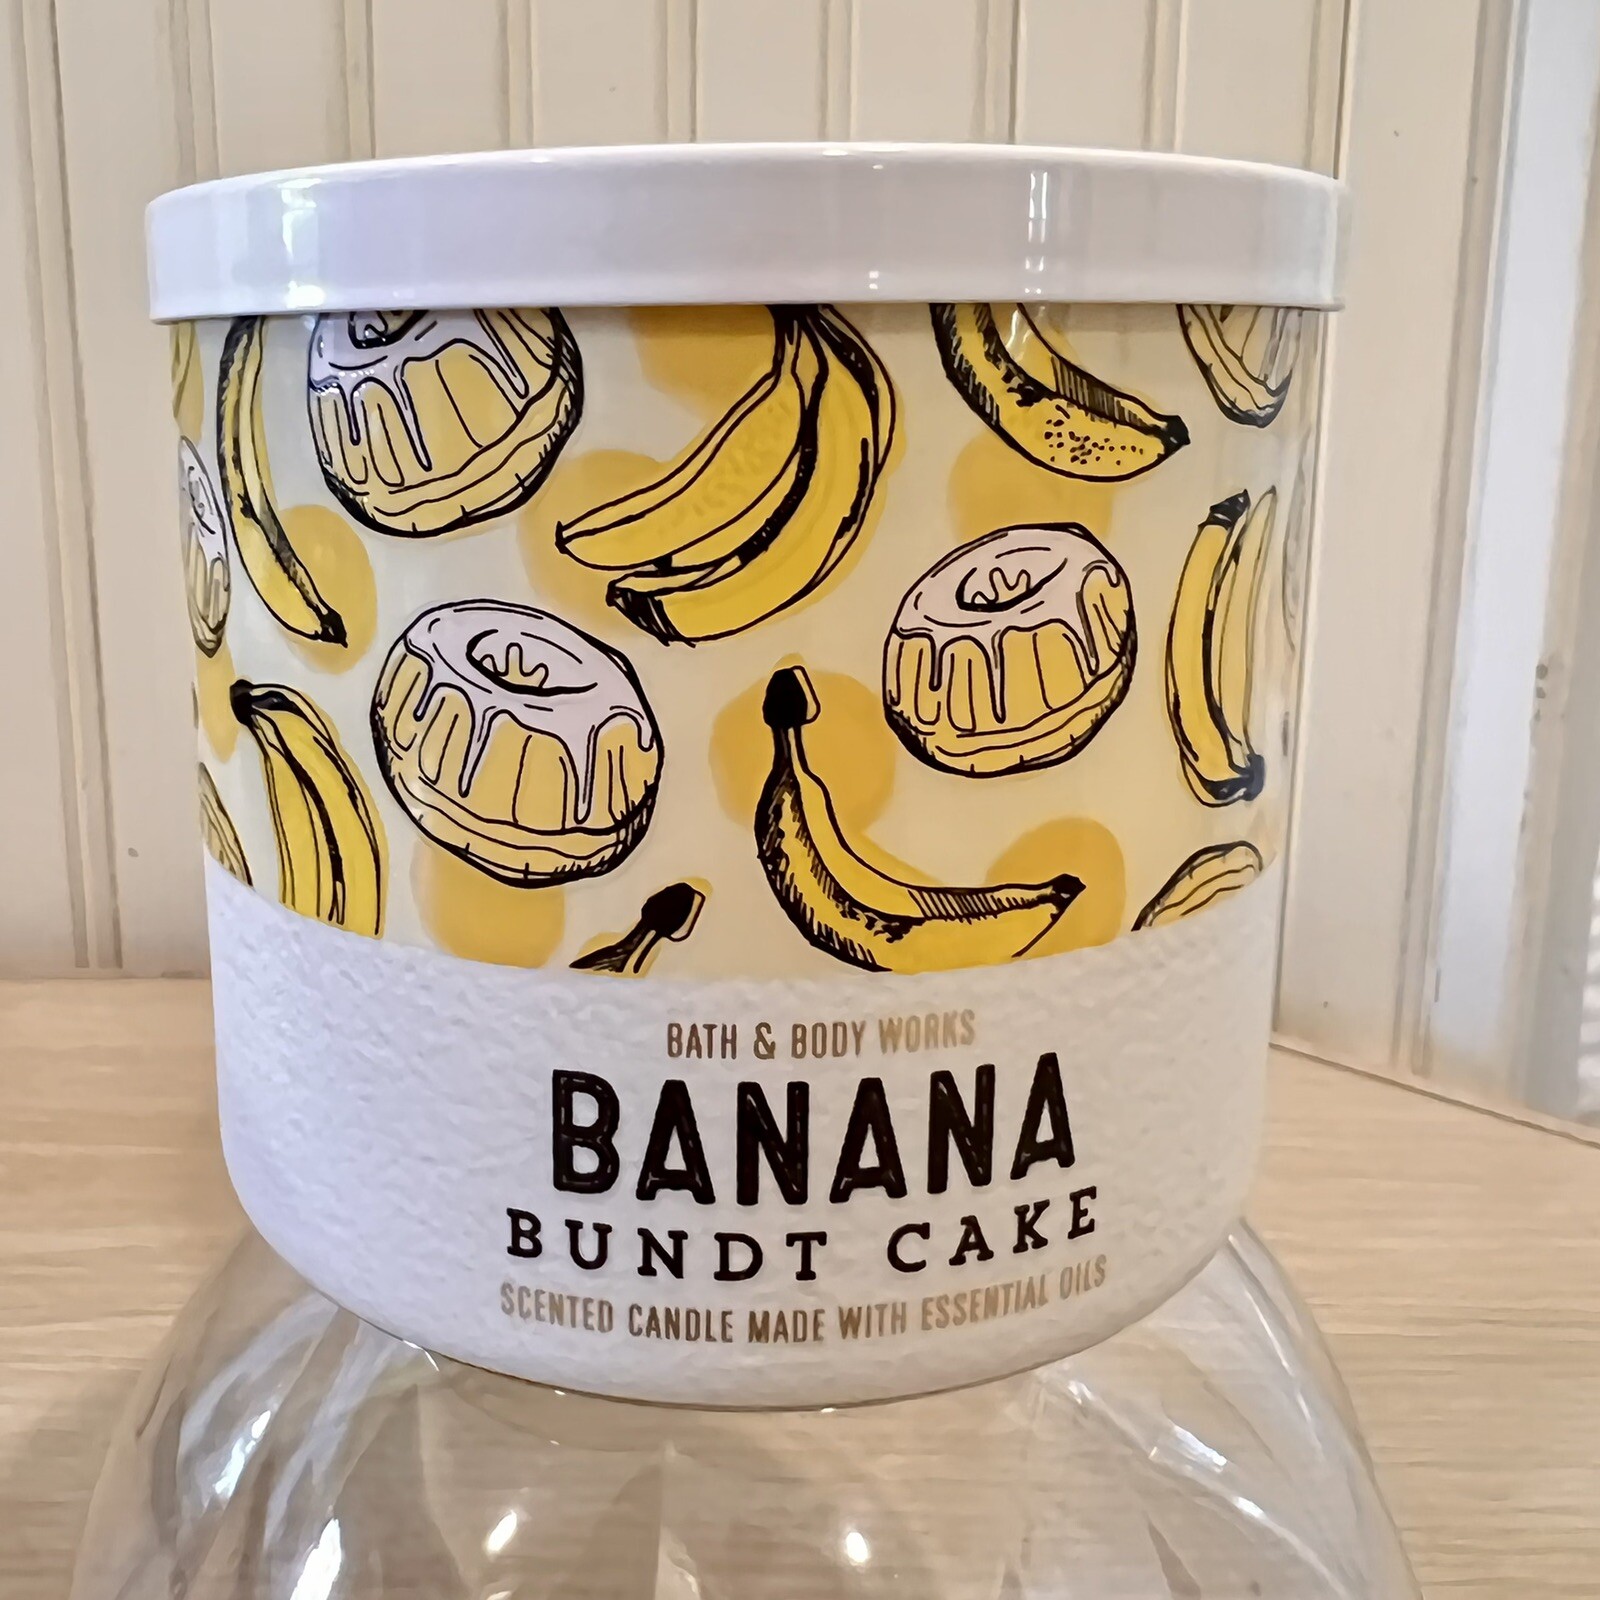 BATH & BODY WORKS
BANANA
BUNDT CAKE
SCENTED CANDLE MADE WITH ESSENTIAL OILS